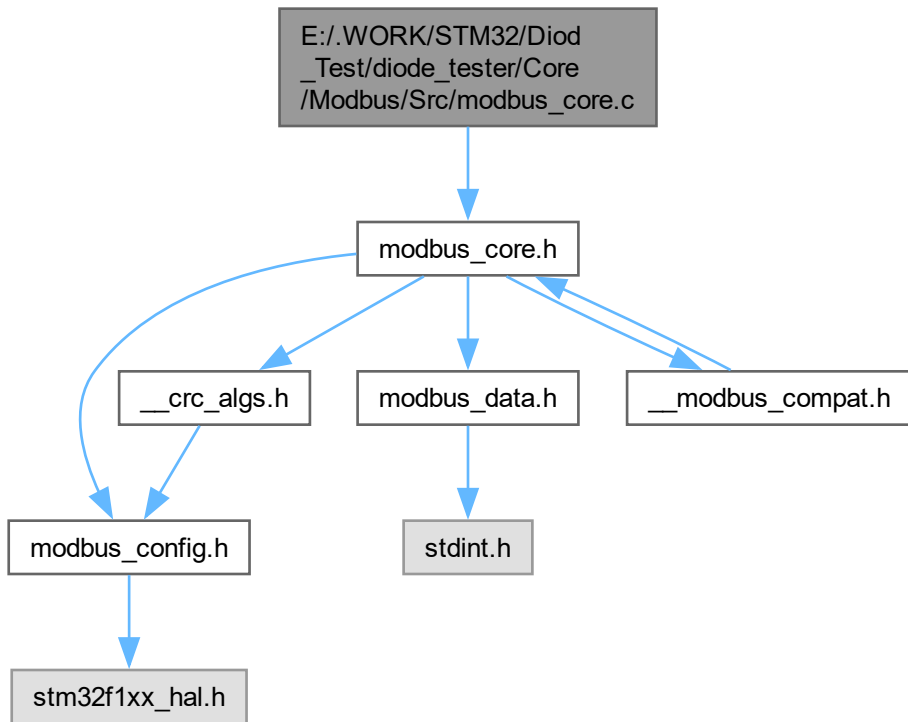 E:/.WORK/STM32/Diod
_Test/diode_tester/Core
/Modbus/Src/modbus_core.c
modbus_core.h
__crc_algs.h
modbus_data.h
__modbus_compat.h
modbus_config.h
stdint.h
stm32f1xx_hal.h